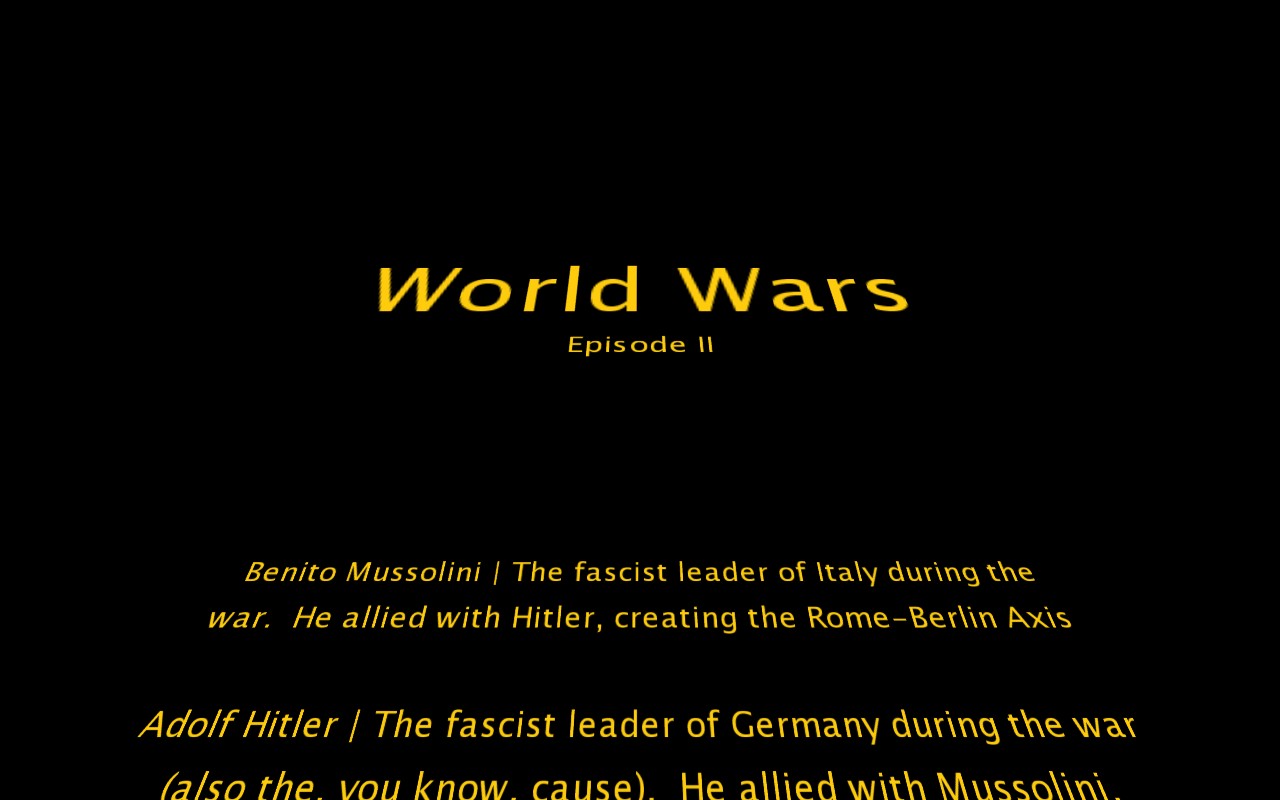 World Wars
Episode II
Benito Mussolini | The fascist leader of Italy during the
war.  He allied with Hitler, creating the Rome-Berlin Axis
Adolf Hitler | The fascist leader of Germany during the war
(also the, you know, cause).  He allied with Mussolini,